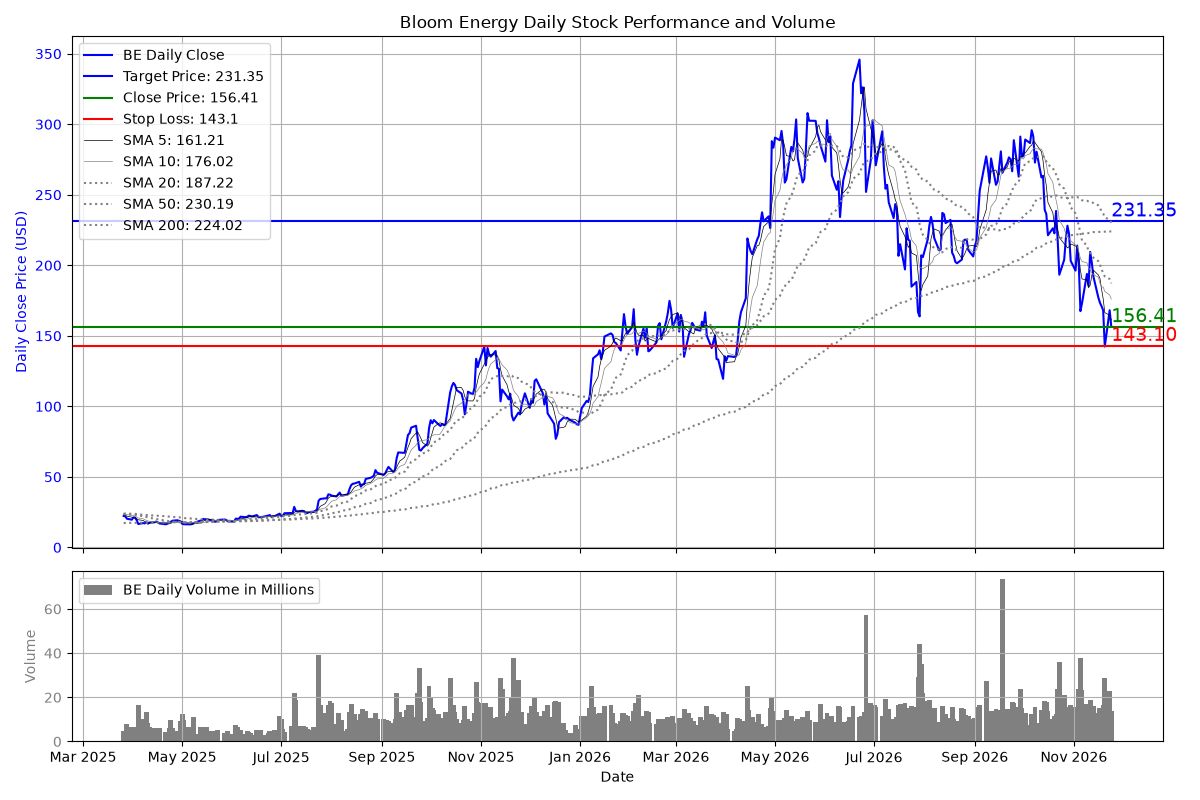 Bloom Energy Daily Stock Performance and Volume
350
300
250
200
150
100
50
0
Daily Close Price (USD)
BE Daily Close
Target Price: 231.35
Close Price: 156.41
Stop Loss: 143.1
SMA 5: 161.21
SMA 10: 176.02
SMA 20: 187.22
SMA 50: 230.19
SMA 200: 224.02
231.35
156.41
143.10
BE Daily Volume in Millions
60
40
20
0
Volume
Mar 2025 May 2025 Jul 2025 Sep 2025 Nov 2025 Jan 2026 Mar 2026 May 2026 Jul 2026 Sep 2026 Nov 2026
Date